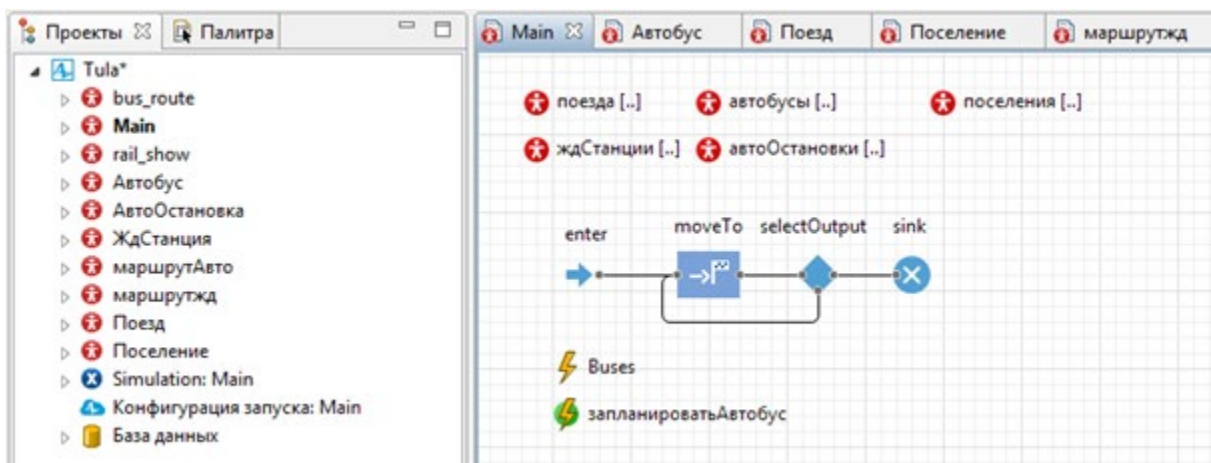 Проекты Палитра
Tula*
bus_route
Main
rail_show
Автобус
АвтоОстановка
ЖдСтанция
маршрутАвто
маршрутжд
Поезд
Поселение
Simulation: Main
Конфигурация запуска: Main
База данных
Main Автобус Поезд Поселение маршрутжд
поезда [..] автобусы [..] поселения [..]
ждСтанции [..] автоОстановки [..]
enter moveTo selectOutput sink
Buses
запланироватьАвтобус